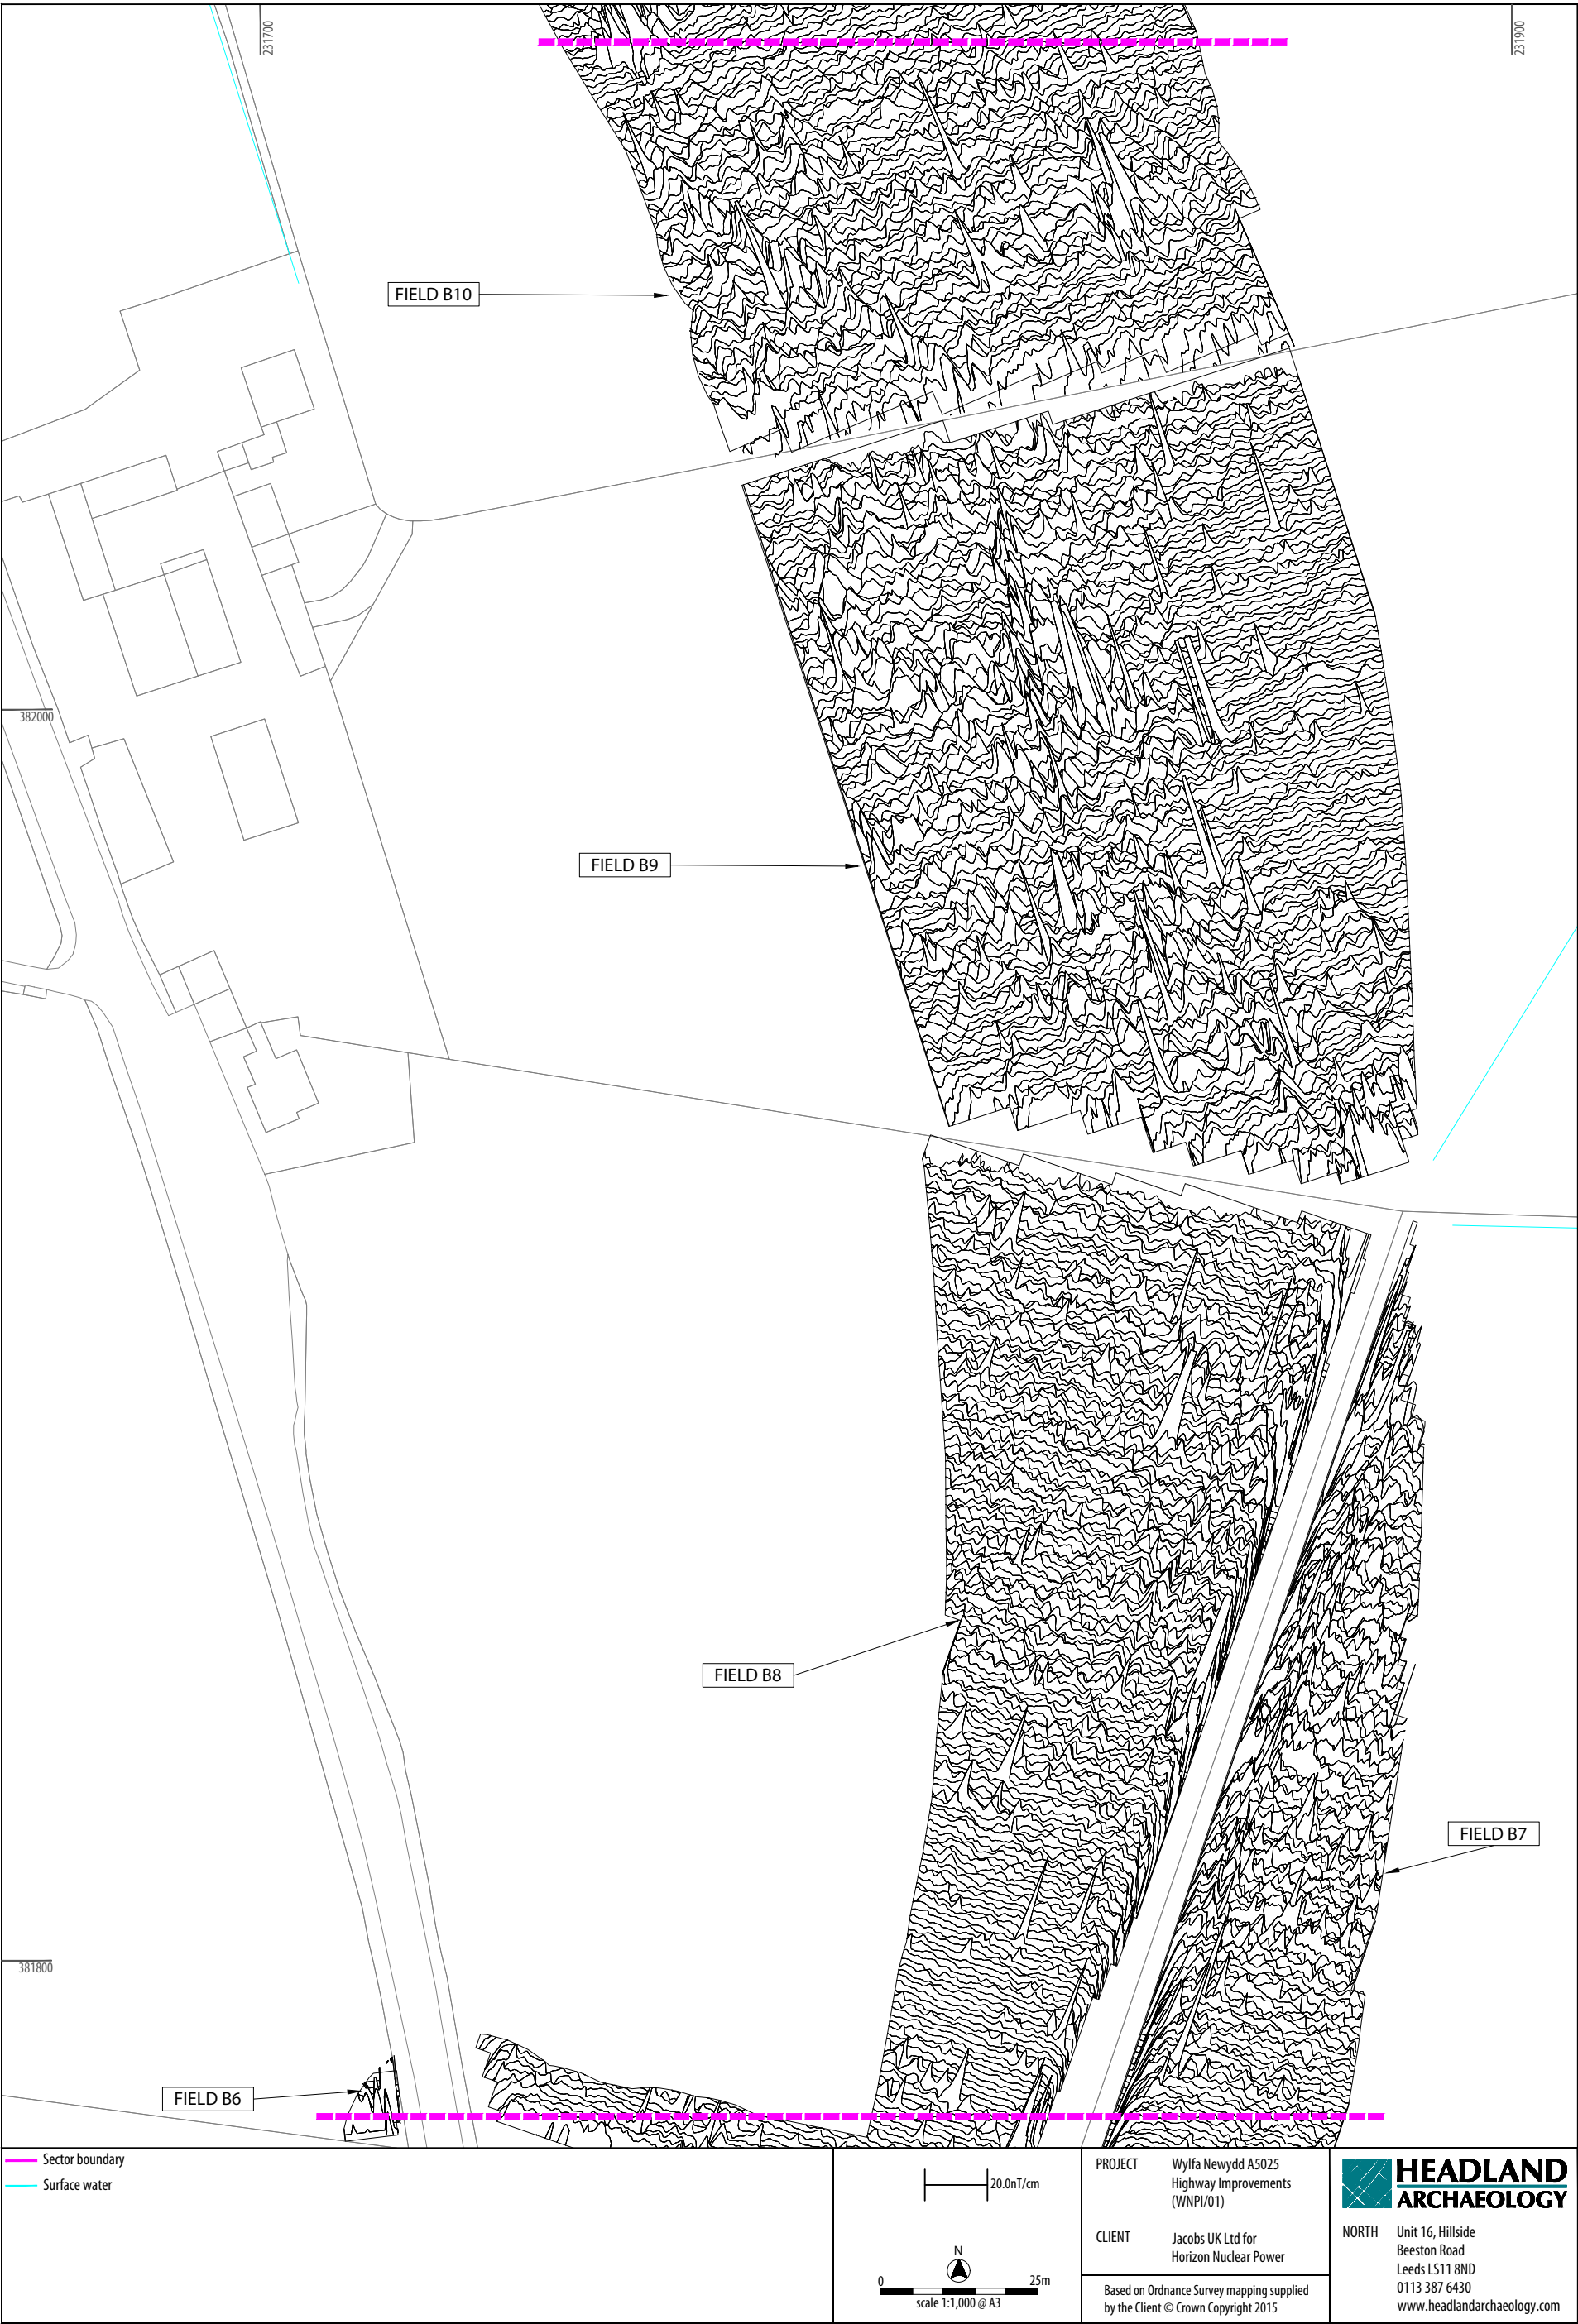 231700
231900
FIELD B10
382000
FIELD B9
FIELD B8
FIELD B7
381800
FIELD B6
Sector boundary
Surface water
20.0nT/cm
N
0 25m
scale 1:1,000 @ A3
PROJECT Wylfa Newydd A5025
Highway Improvements
(WNPI/01)
CLIENT Jacobs UK Ltd for
Horizon Nuclear Power
Based on Ordnance Survey mapping supplied
by the Client © Crown Copyright 2015
HEADLAND
ARCHAEOLOGY
NORTH Unit 16, Hillside
Beeston Road
Leeds LS11 8ND
0113 387 6430
www.headlandarchaeology.com